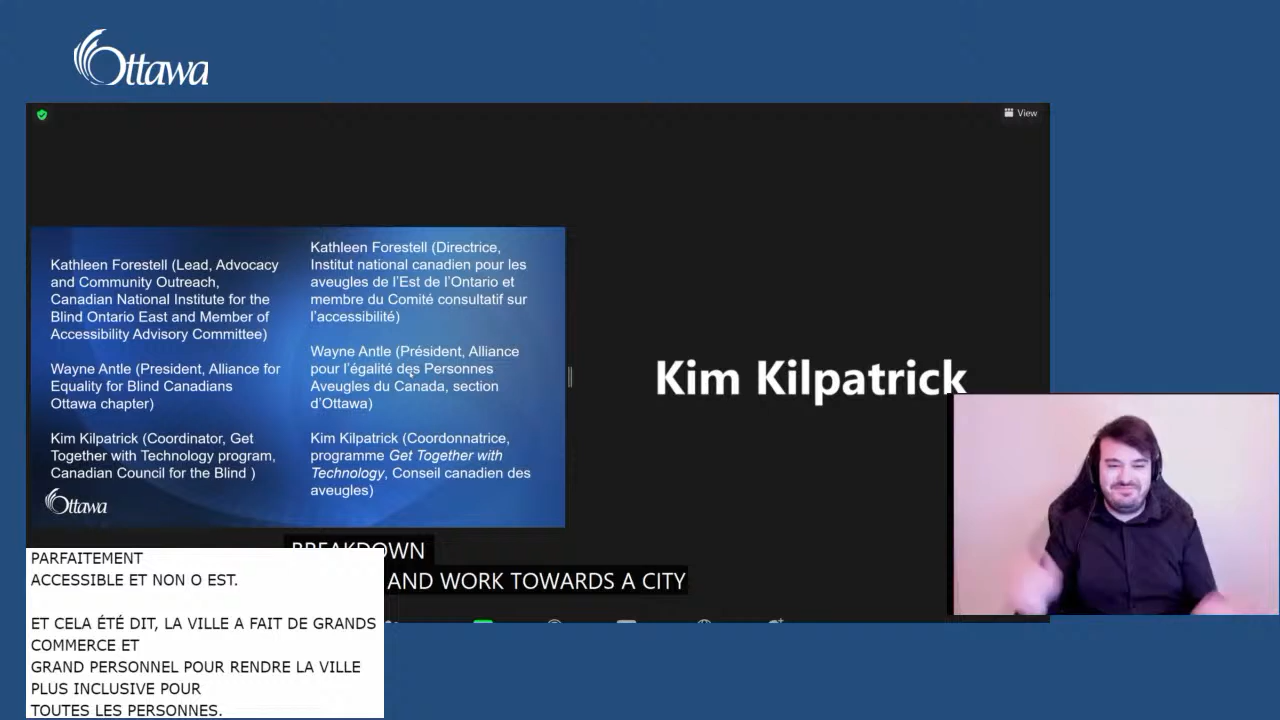 Ottawa
View
Kathleen Forestell (Lead, Advocacy
and Community Outreach,
Canadian National Institute for the
Blind Ontario East and Member of
Accessibility Advisory Committee)
Wayne Antle (President, Alliance for
Equality for Blind Canadians
Ottawa chapter)
Kim Kilpatrick (Coordinator, Get
Together with Technology program,
Canadian Council for the Blind )
Ottawa
Kathleen Forestell (Directrice,
Institut national canadien pour les
aveugles de l'Est de l'Ontario et
membre du Comité consultatif sur
l'accessibilité)
Wayne Antle (Président, Alliance
pour l'égalité des Personnes
Aveugles du Canada, section
d'Ottawa)
Kim Kilpatrick (Coordonnatrice,
programme Get Together with
Technology, Conseil canadien des
aveugles)
Kim Kilpatrick
BREAKDOWN
AND WORK TOWARDS A CITY
PARFAITEMENT
ACCESSIBLE ET NON O EST.
ET CELA ÉTÉ DIT, LA VILLE A FAIT DE GRANDS
COMMERCE ET
GRAND PERSONNEL POUR RENDRE LA VILLE
PLUS INCLUSIVE POUR
TOUTES LES PERSONNES.